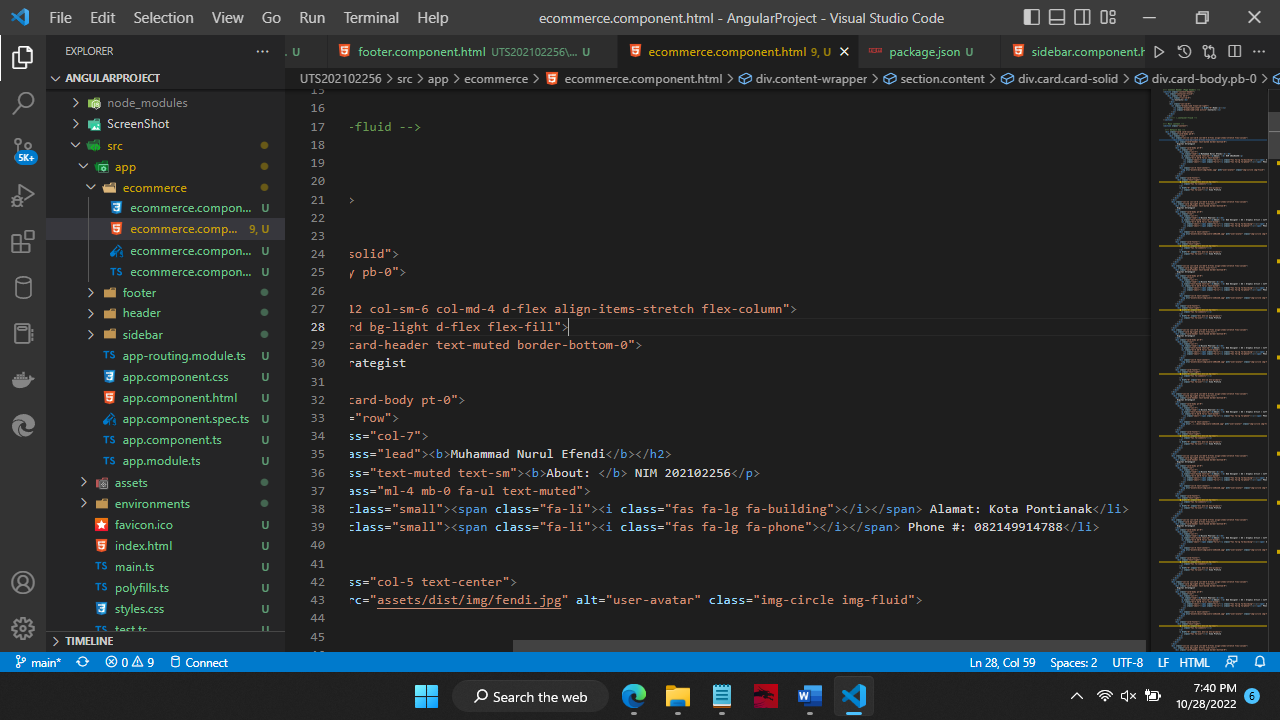 File Edit Selection View Go Run Terminal Help ecommerce.component.html - AngularProject - Visual Studio Code
EXPLORER
U footer.component.html UTS202102256\... U ecommerce.component.html 9, U package.json U sidebar.component.h
ANGULARPROJECT
UTS202102256 > src > app > ecommerce > ecommerce.component.html > div.content-wrapper > section.content > div.card.card-solid > div.card-body.pb-0 >
node_modules
ScreenShot
src
app
ecommerce
ecommerce.compon... U
ecommerce.comp... 9, U
ecommerce.compon... U
ecommerce.compon... U
footer
header
sidebar
app-routing.module.ts U
app.component.css U
app.component.html U
app.component.spec.ts U
app.component.ts U
app.module.ts U
assets
environments
favicon.ico U
index.html U
main.ts U
polyfills.ts U
styles.css U
test.ts U
TIMELINE
5K+
15
16
17 -fluid -->
18
19
20
21 >
22
23
24 solid">
25 y pb-0">
26
27 12 col-sm-6 col-md-4 d-flex align-items-stretch flex-column">
28 d bg-light d-flex flex-fill">
29 card-header text-muted border-bottom-0">
30 rategist
31
32 card-body pt-0">
33 ="row">
34 ss="col-7">
35 ass="lead"><b>Muhammad Nurul Efendi</b></h2>
36 ss="text-muted text-sm"><b>About: </b> NIM 202102256</p>
37 ass="ml-4 mb-0 fa-ul text-muted">
38 class="small"><span class="fa-li"><i class="fas fa-lg fa-building"></i></span> Alamat: Kota Pontianak</li>
39 class="small"><span class="fa-li"><i class="fas fa-lg fa-phone"></i></span> Phone #: 082149914788</li>
40
41
42 ass="col-5 text-center">
43 rc="assets/dist/img/efendi.jpg" alt="user-avatar" class="img-circle img-fluid">
44
45
main* 0 9 Connect Ln 28, Col 59 Spaces: 2 UTF-8 LF HTML
Search the web
7:40 PM
10/28/2022
6